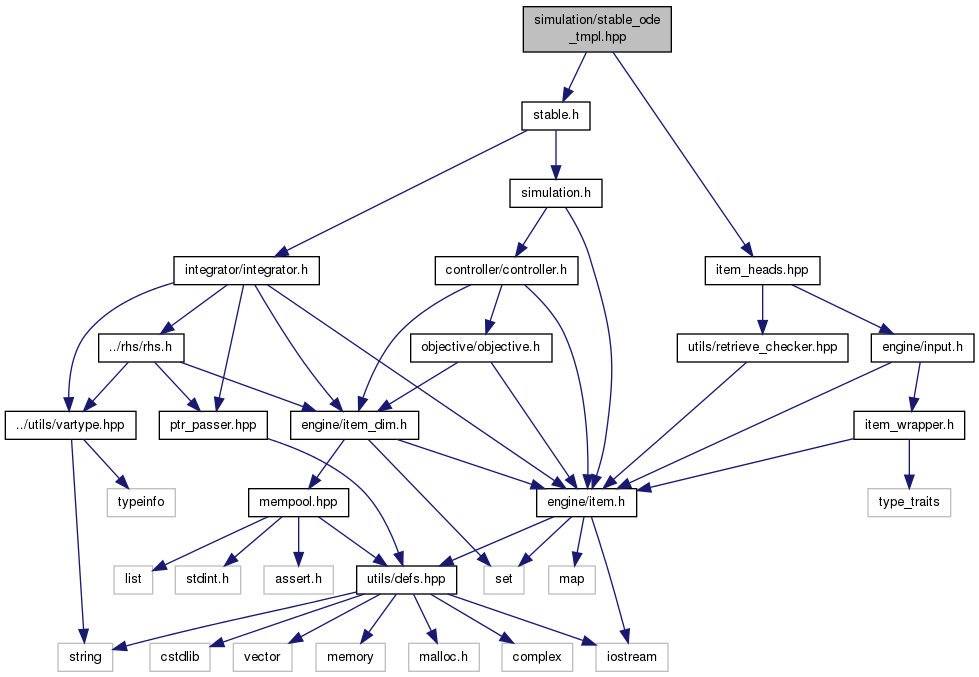 simulation/stable_ode
_tmpl.hpp
stable.h
simulation.h
integrator/integrator.h
controller/controller.h
item_heads.hpp
../rhs/rhs.h
objective/objective.h
utils/retrieve_checker.hpp
engine/input.h
../utils/vartype.hpp
ptr_passer.hpp
engine/item_dim.h
item_wrapper.h
typeinfo
mempool.hpp
engine/item.h
type_traits
list
stdint.h
assert.h
utils/defs.hpp
set
map
string
cstdlib
vector
memory
malloc.h
complex
iostream